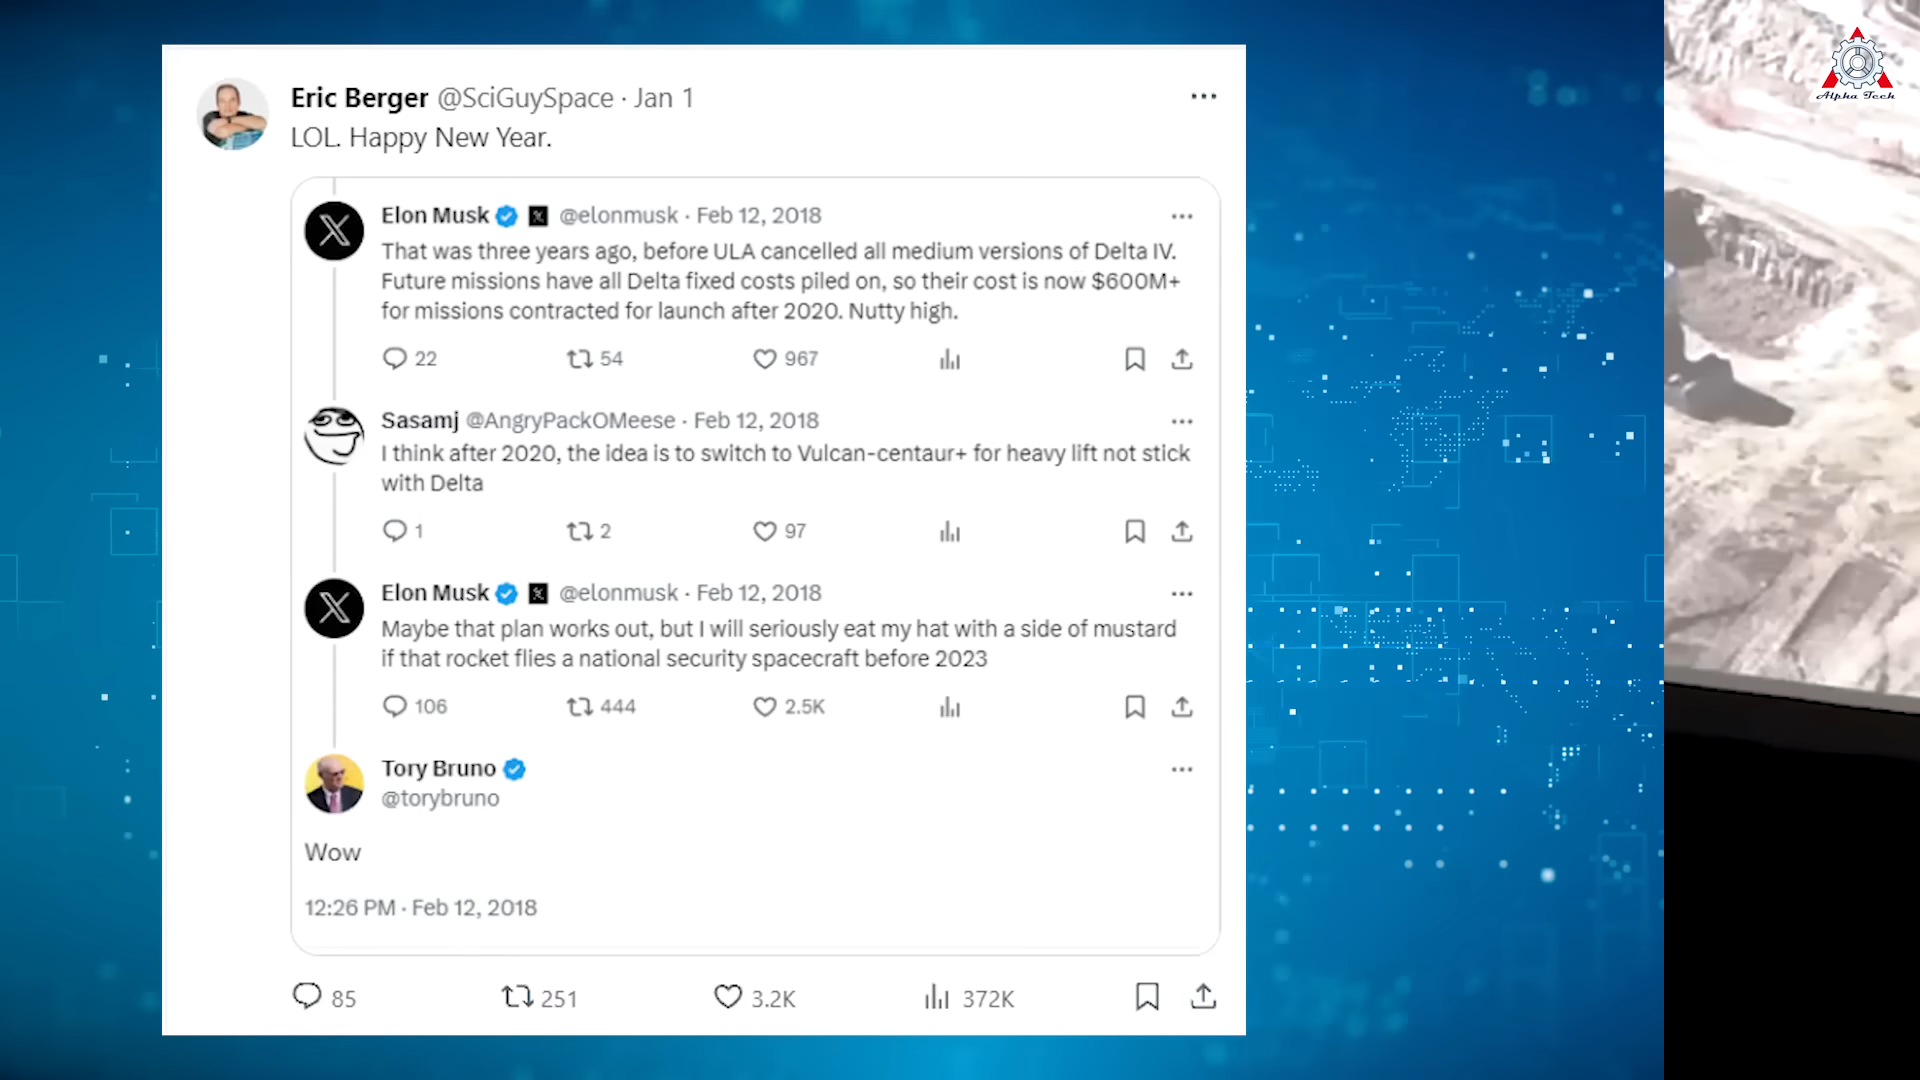 Eric Berger @SciGuySpace · Jan 1
LOL. Happy New Year.
Elon Musk @elonmusk · Feb 12, 2018
That was three years ago, before ULA cancelled all medium versions of Delta IV.
Future missions have all Delta fixed costs piled on, so their cost is now $600M+
for missions contracted for launch after 2020. Nutty high.
22 54 967
Sasamj @AngryPackOMeese · Feb 12, 2018
I think after 2020, the idea is to switch to Vulcan-centaur+ for heavy lift not stick
with Delta
1 2 97
Elon Musk @elonmusk · Feb 12, 2018
Maybe that plan works out, but I will seriously eat my hat with a side of mustard
if that rocket flies a national security spacecraft before 2023
106 444 2.5K
Tory Bruno
@torybruno
Wow
12:26 PM · Feb 12, 2018
85 251 3.2K 372K
Alpha Tech